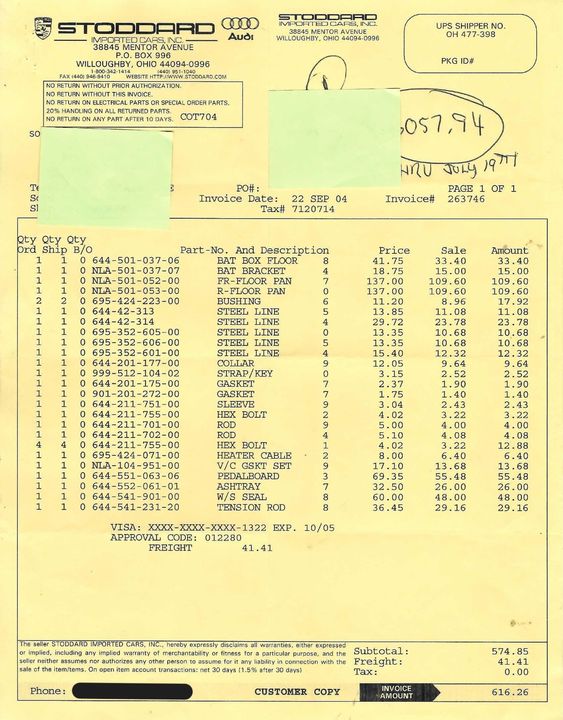 STODDARD
IMPORTED CARS, INC.
Audi
38845 MENTOR AVENUE
P.O. BOX 996
WILLOUGHBY, OHIO 44094-0996
1-800-342-1414 (440) 951-1040
FAX (440) 946-9410 WEBSITE HTTP://WWW.STODDARD.COM
NO RETURN WITHOUT PRIOR AUTHORIZATION.
NO RETURN WITHOUT THIS INVOICE.
NO RETURN ON ELECTRICAL PARTS OR SPECIAL ORDER PARTS.
20% HANDLING ON ALL RETURNED PARTS.
NO RETURN ON ANY PART AFTER 10 DAYS. COT704
STODDARD
IMPORTED CARS, INC.
38845 MENTOR AVENUE
WILLOUGHBY, OHIO 44094-0996
UPS SHIPPER NO.
OH 477-398
PKG ID#
057.94
HRU JULY 19TH
SO
PO#: PAGE 1 OF 1
Invoice Date: 22 SEP 04 Invoice# 263746
Tax# 7120714
Qty Qty Qty
Ord Ship B/O Part-No. And Description Price Sale Amount
1 1 0 644-501-037-06 BAT BOX FLOOR 8 41.75 33.40 33.40
1 1 0 NLA-501-037-07 BAT BRACKET 4 18.75 15.00 15.00
1 1 0 NLA-501-052-00 FR-FLOOR PAN 7 137.00 109.60 109.60
1 1 0 NLA-501-053-00 R-FLOOR PAN 0 137.00 109.60 109.60
2 2 0 695-424-223-00 BUSHING 6 11.20 8.96 17.92
1 1 0 644-42-313 STEEL LINE 5 13.85 11.08 11.08
1 1 0 644-42-314 STEEL LINE 4 29.72 23.78 23.78
1 1 0 695-352-605-00 STEEL LINE 0 13.35 10.68 10.68
1 1 0 695-352-606-00 STEEL LINE 5 13.35 10.68 10.68
1 1 0 695-352-601-00 STEEL LINE 4 15.40 12.32 12.32
1 1 0 644-201-177-00 COLLAR 9 12.05 9.64 9.64
1 1 0 999-512-104-02 STRAP/KEY 0 3.15 2.52 2.52
1 1 0 644-201-175-00 GASKET 7 2.37 1.90 1.90
1 1 0 901-201-272-00 GASKET 7 1.75 1.40 1.40
1 1 0 644-211-751-00 SLEEVE 9 3.04 2.43 2.43
1 1 0 644-211-755-00 HEX BOLT 1 4.02 3.22 3.22
1 1 0 644-211-701-00 ROD 9 5.00 4.00 4.00
1 1 0 644-211-702-00 ROD 4 5.10 4.08 4.08
4 4 0 644-211-755-00 HEX BOLT 1 4.02 3.22 12.88
1 1 0 695-424-071-00 HEATER CABLE 2 8.00 6.40 6.40
1 1 0 NLA-104-951-00 V/C GSKT SET 9 17.10 13.68 13.68
1 1 0 644-551-063-06 PEDALBOARD 3 69.35 55.48 55.48
1 1 0 644-552-061-01 ASHTRAY 7 32.50 26.00 26.00
1 1 0 644-541-901-00 W/S SEAL 8 60.00 48.00 48.00
1 1 0 644-541-231-20 TENSION ROD 8 36.45 29.16 29.16
VISA: XXXX-XXXX-XXXX-1322 EXP. 10/05
APPROVAL CODE: 012280
FREIGHT 41.41
The seller STODDARD IMPORTED CARS, INC., hereby expressly disclaims all warranties, either expressed
or implied, including any implied warranty of merchantability or fitness for a particular purpose, and the
seller neither assumes nor authorizes any other person to assume for it any liability in connection with the
sale of the item/items. On open item account transactions: net 30 days (1.5% after 30 days)
Subtotal: 574.85
Freight: 41.41
Tax: 0.00
Phone: CUSTOMER COPY INVOICE AMOUNT 616.26